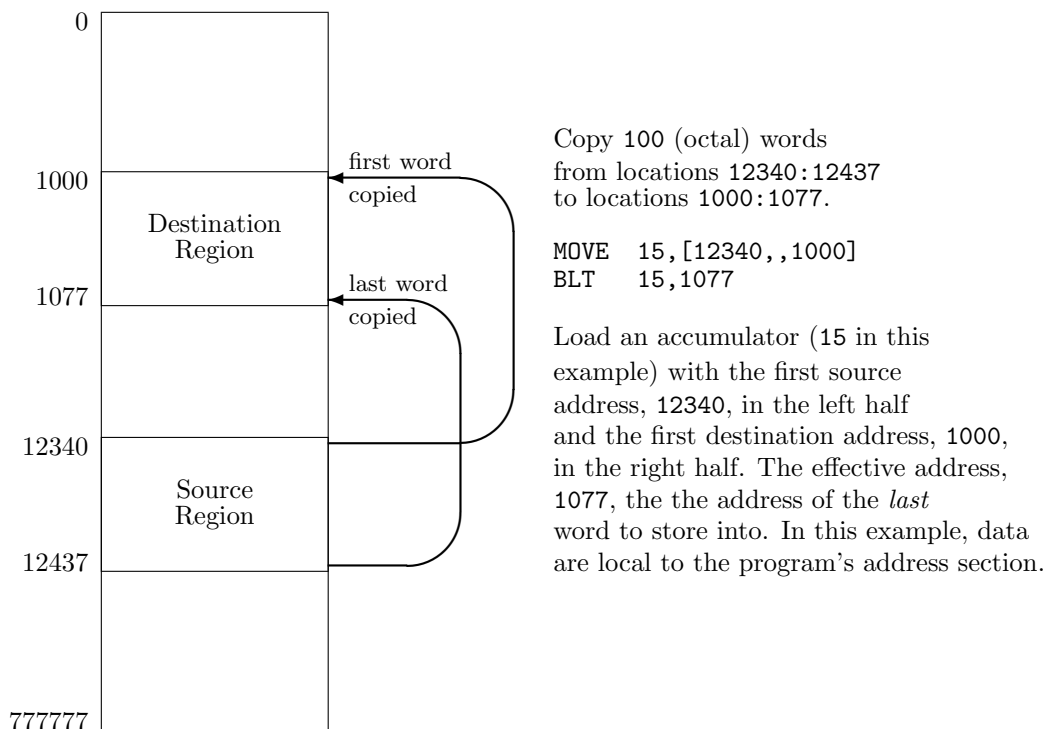 0
1000
Destination
Region
1077
12340
Source
Region
12437
777777
first word
copied
last word
copied
Copy 100 (octal) words
from locations 12340:12437
to locations 1000:1077.
MOVE 15,[12340,,1000]
BLT 15,1077
Load an accumulator (15 in this
example) with the first source
address, 12340, in the left half
and the first destination address, 1000,
in the right half. The effective address,
1077, the the address of the last
word to store into. In this example, data
are local to the program's address section.